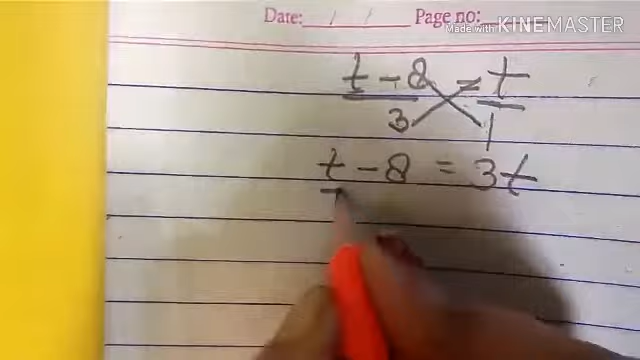 Date: / / Page no:
Made with KINEMASTER
t - 8 = t
3 1
t - 8 = 3t